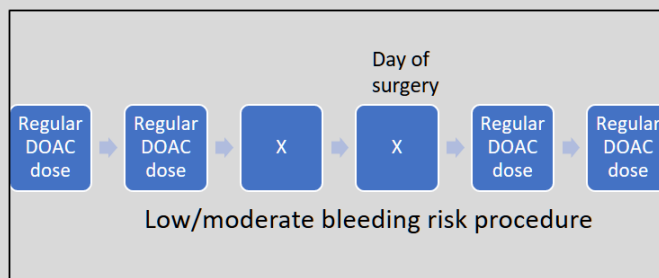 Day of
surgery
Regular
DOAC
dose
Regular
DOAC
dose
X
X
Regular
DOAC
dose
Regular
DOAC
dose
Low/moderate bleeding risk procedure